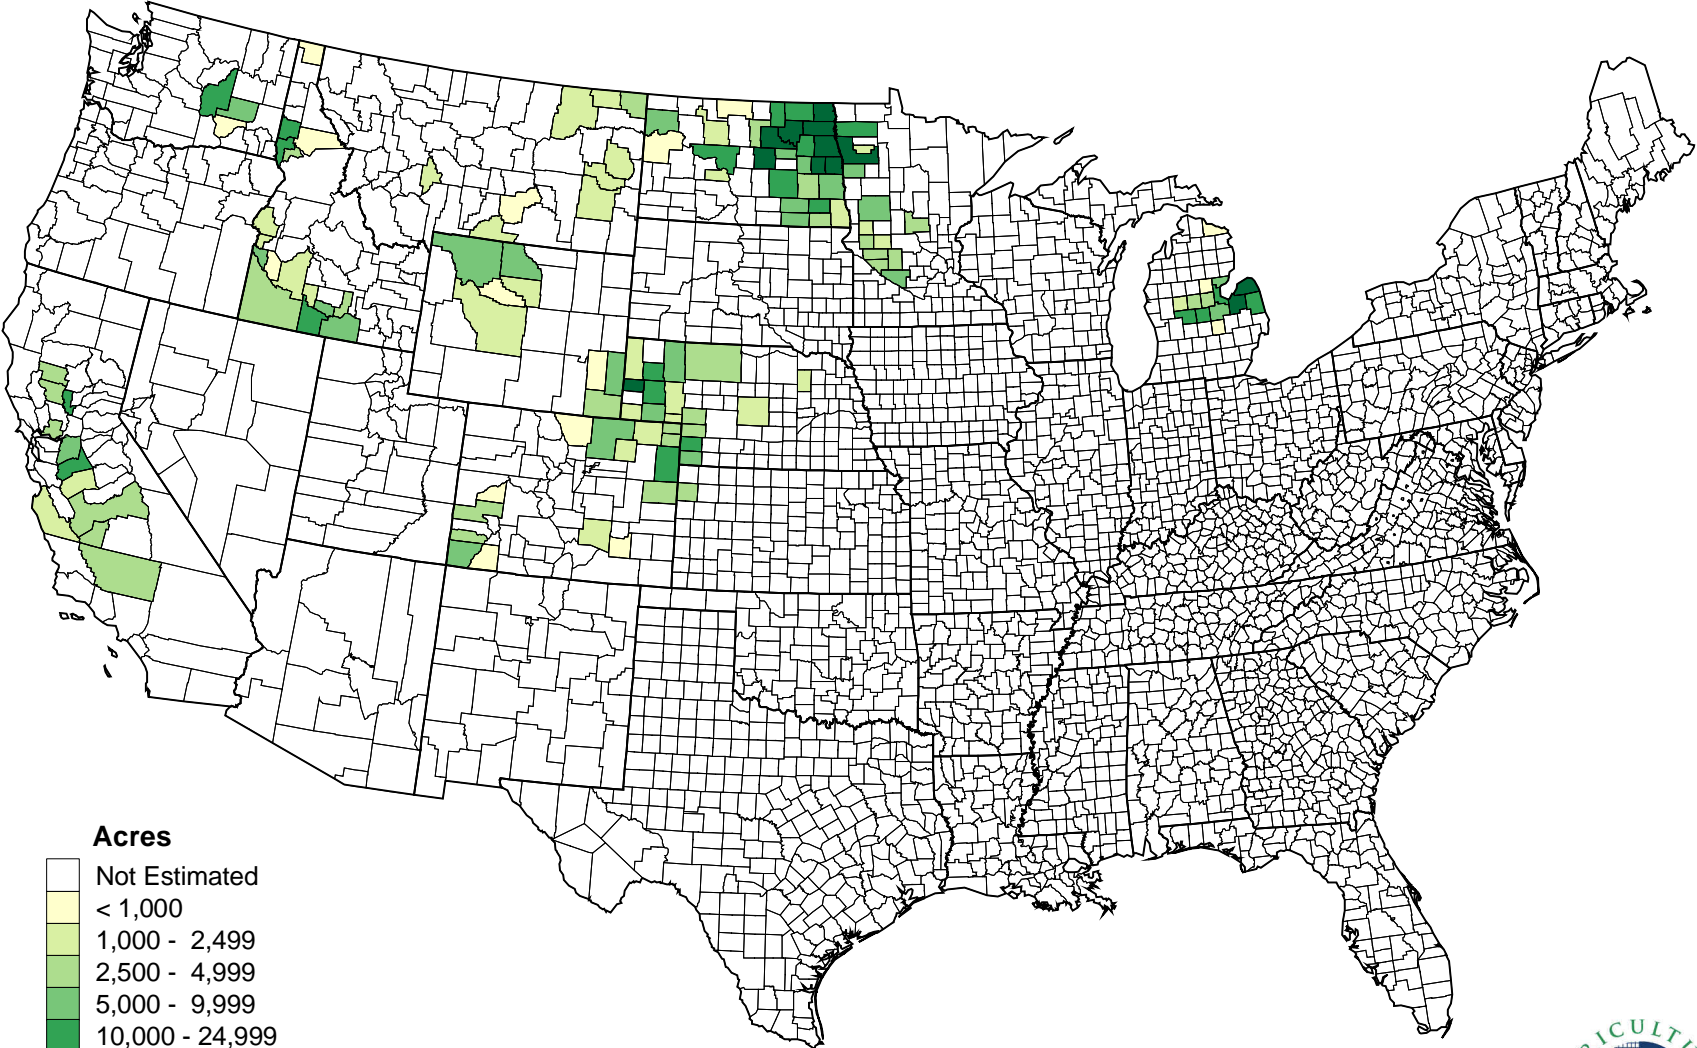 Acres
Not Estimated
< 1,000
1,000 - 2,499
2,500 - 4,999
5,000 - 9,999
10,000 - 24,999
RICULT